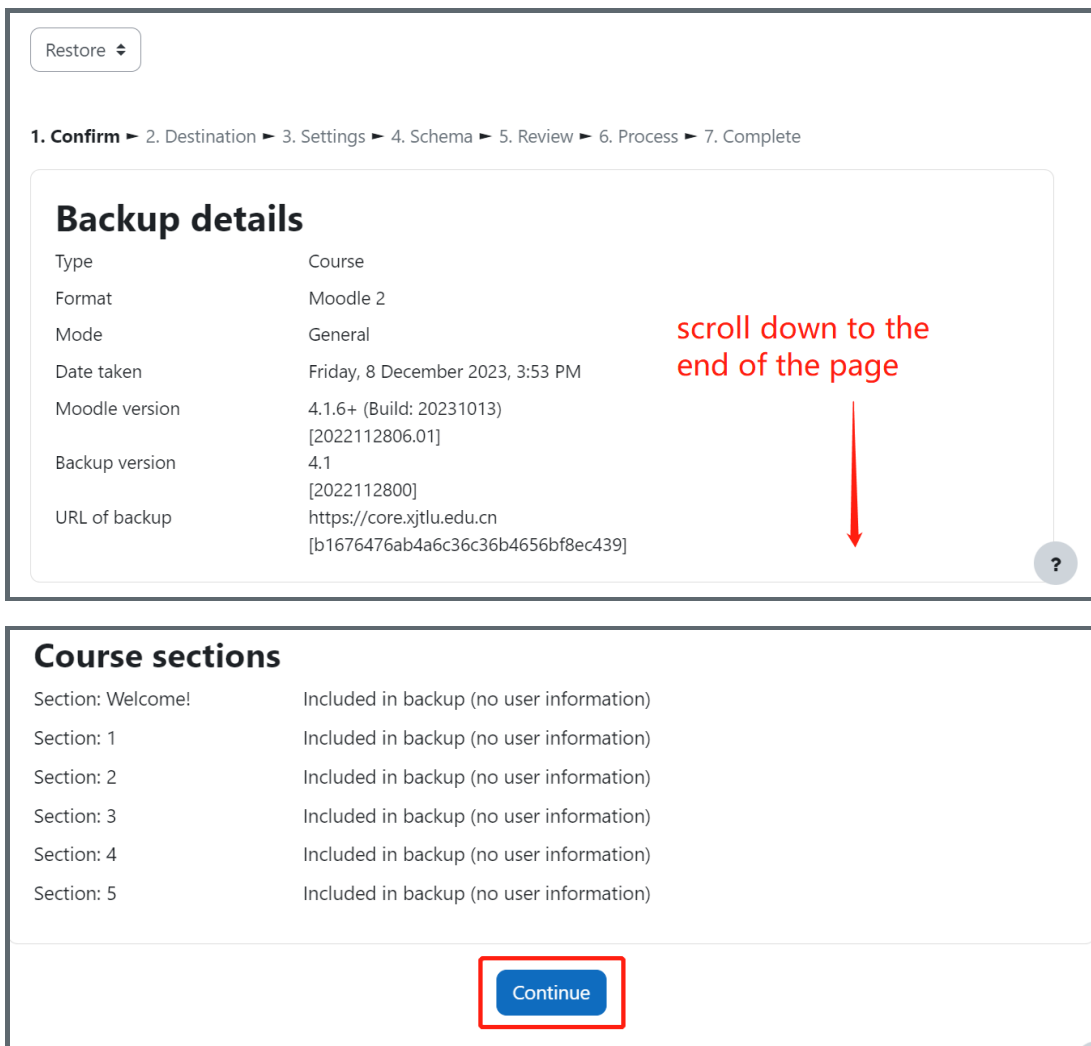 Restore
1. Confirm ► 2. Destination ► 3. Settings ► 4. Schema ► 5. Review ► 6. Process ► 7. Complete
Backup details
Type Course
Format Moodle 2
Mode General
Date taken Friday, 8 December 2023, 3:53 PM
Moodle version 4.1.6+ (Build: 20231013)
[2022112806.01]
Backup version 4.1
[2022112800]
URL of backup https://core.xjtlu.edu.cn
[b1676476ab4a6c36c36b4656bf8ec439]
scroll down to the
end of the page
?
Course sections
Section: Welcome! Included in backup (no user information)
Section: 1 Included in backup (no user information)
Section: 2 Included in backup (no user information)
Section: 3 Included in backup (no user information)
Section: 4 Included in backup (no user information)
Section: 5 Included in backup (no user information)
Continue